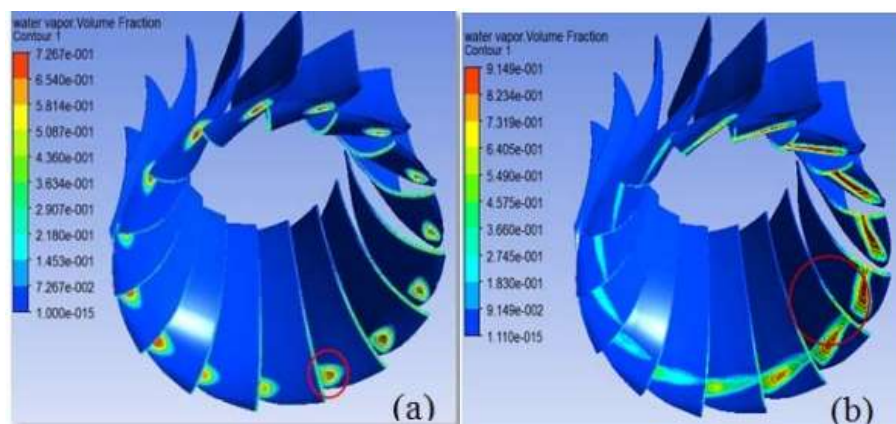 water vapor.Volume Fraction
Contour 1
7.267e-001
6.540e-001
5.814e-001
5.087e-001
4.360e-001
3.634e-001
2.907e-001
2.180e-001
1.453e-001
7.267e-002
1.000e-015
(a)
water vapor.Volume Fraction
Contour 1
9.149e-001
8.234e-001
7.319e-001
6.405e-001
5.490e-001
4.575e-001
3.660e-001
2.745e-001
1.830e-001
9.149e-002
1.110e-015
(b)